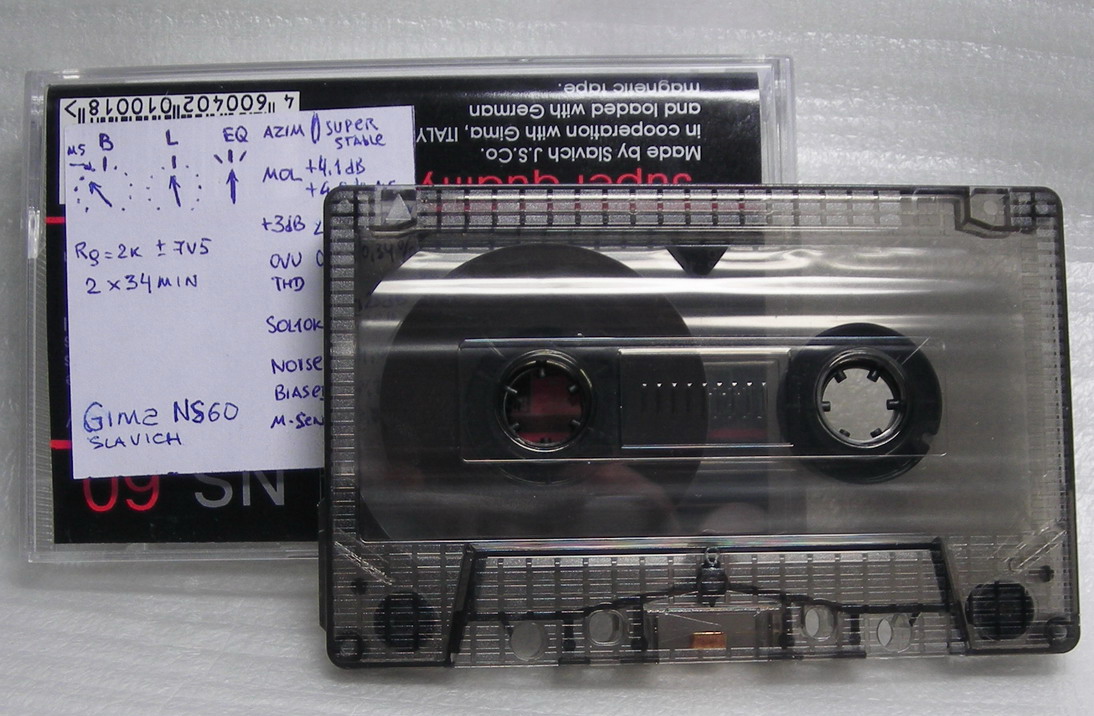 4 600402 010018 >
super quality
Made by Slavich J.S.Co.
in cooperation with Gima, ITALY
and loaded with German
magnetic tape.
MS B L EQ
AZIM SUPER
STABLE
MOL +4.1dB
+3dB
Rg=2K ± 7V5
OVU
2 x 34 MIN
THD
SOL10K
NOISE
BIASE
M-SEN
GIMA NS60
SLAVICH
NS 60